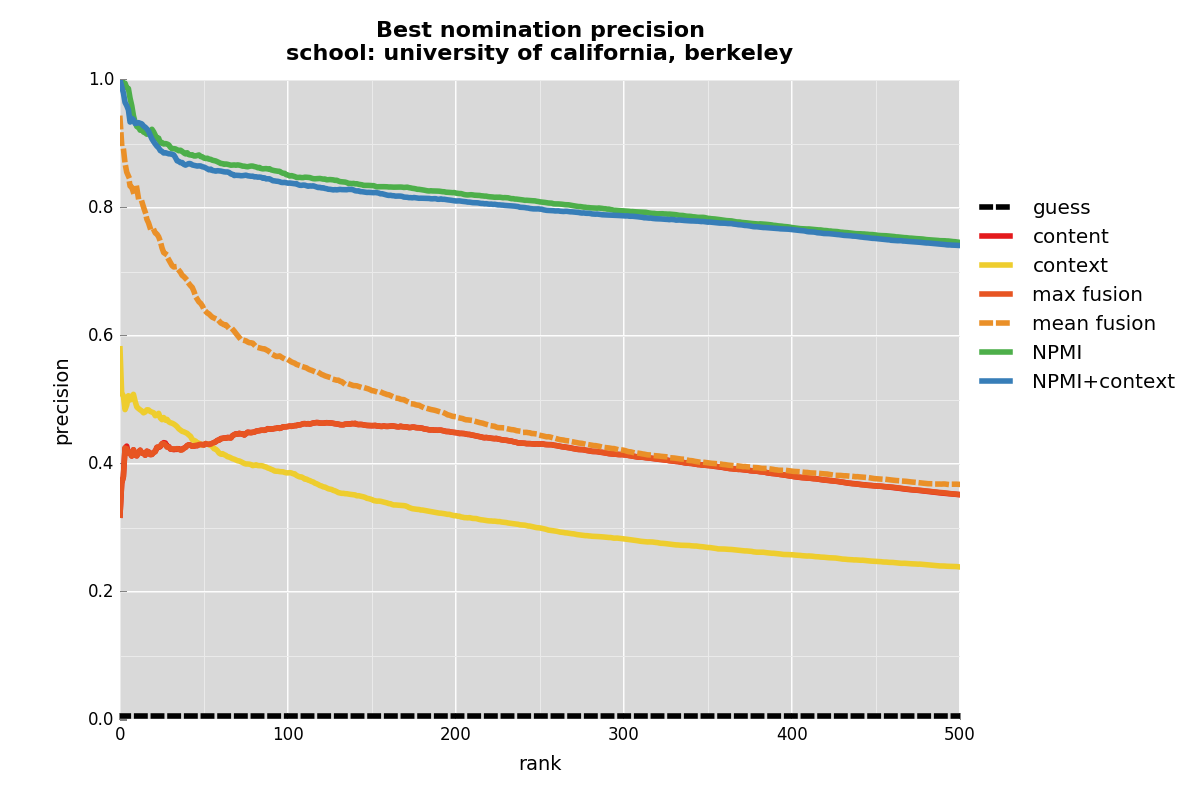 Best nomination precision
school: university of california, berkeley
precision
1.0
0.8
0.6
0.4
0.2
0.0
0
100
200
300
400
500
rank
guess
content
context
max fusion
mean fusion
NPMI
NPMI+context